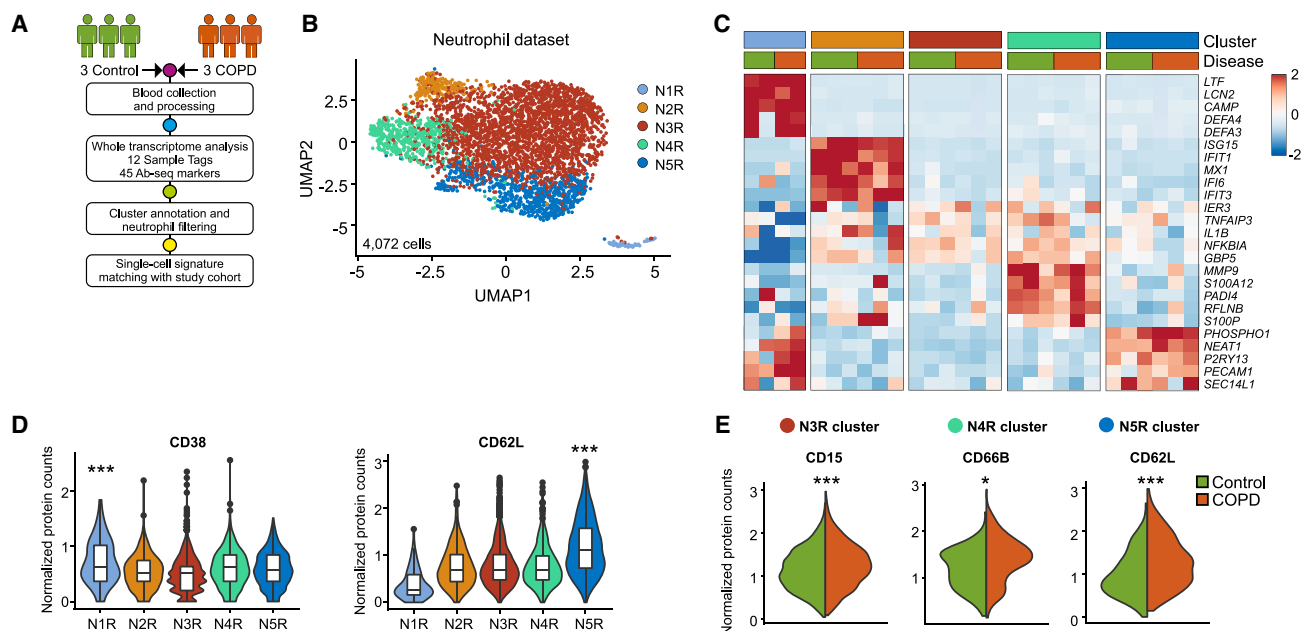 A
3 Control
3 COPD
Blood collection
and processing
Whole transcriptome analysis
12 Sample Tags
45 Ab-seq markers
Cluster annotation and
neutrophil filtering
Single-cell signature
matching with study cohort
B
Neutrophil dataset
UMAP2
2.5
0
-2.5
-5
4,072 cells
-5
-2.5
0
2.5
5
UMAP1
N1R
N2R
N3R
N4R
N5R
C
Cluster
Disease
LTF
LCN2
CAMP
DEFA4
DEFA3
ISG15
IFIT1
MX1
IFI6
IFIT3
IER3
TNFAIP3
IL1B
NFKBIA
GBP5
MMP9
S100A12
PADI4
RFLNB
S100P
PHOSPHO1
NEAT1
P2RY13
PECAM1
SEC14L1
2
1
0
-1
-2
D
CD38
Normalized protein counts
2
1
0
***
N1R N2R N3R N4R N5R
CD62L
Normalized protein counts
3
2
1
0
***
N1R N2R N3R N4R N5R
E
N3R cluster
N4R cluster
N5R cluster
CD15
***
Normalized protein counts
3
2
1
0
CD66B
*
3
2
1
CD62L
***
3
2
1
0
Control
COPD